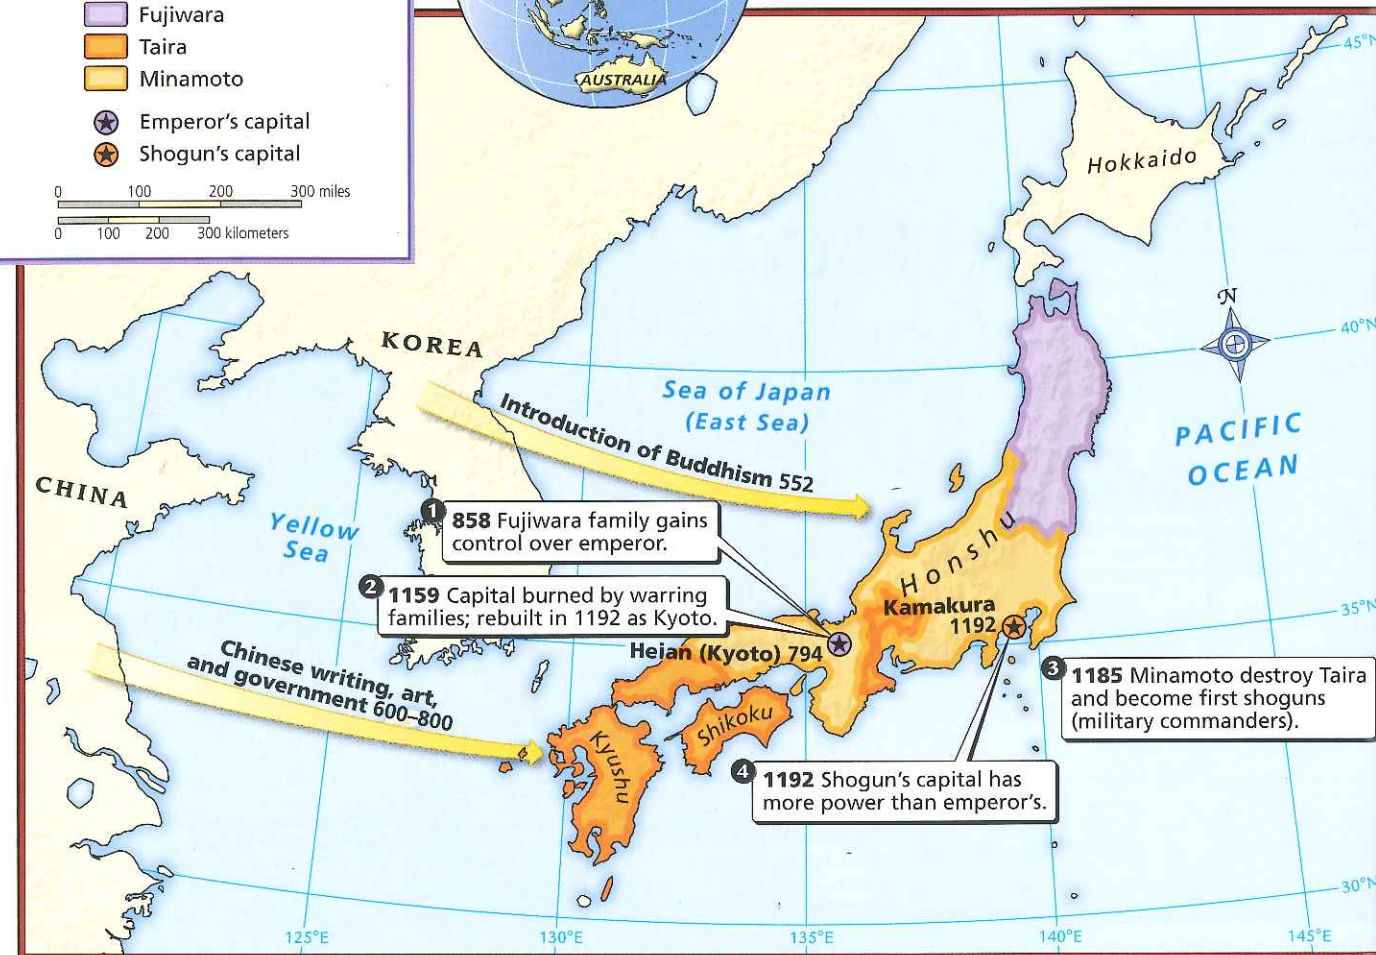 Fujiwara
Taira
Minamoto
Emperor's capital
Shogun's capital
0 100 200 300 miles
0 100 200 300 kilometers
AUSTRALIA
45°N
Hokkaido
N
40°N
KOREA
Sea of Japan
(East Sea)
PACIFIC
OCEAN
Introduction of Buddhism 552
CHINA
Yellow
Sea
1 858 Fujiwara family gains
control over emperor.
2 1159 Capital burned by warring
families; rebuilt in 1192 as Kyoto.
Honshu
Kamakura
1192
35°N
Heian (Kyoto) 794
Chinese writing, art,
and government 600–800
3 1185 Minamoto destroy Taira
and become first shoguns
(military commanders).
Shikoku
Kyushu
4 1192 Shogun's capital has
more power than emperor's.
30°N
125°E 130°E 135°E 140°E 145°E